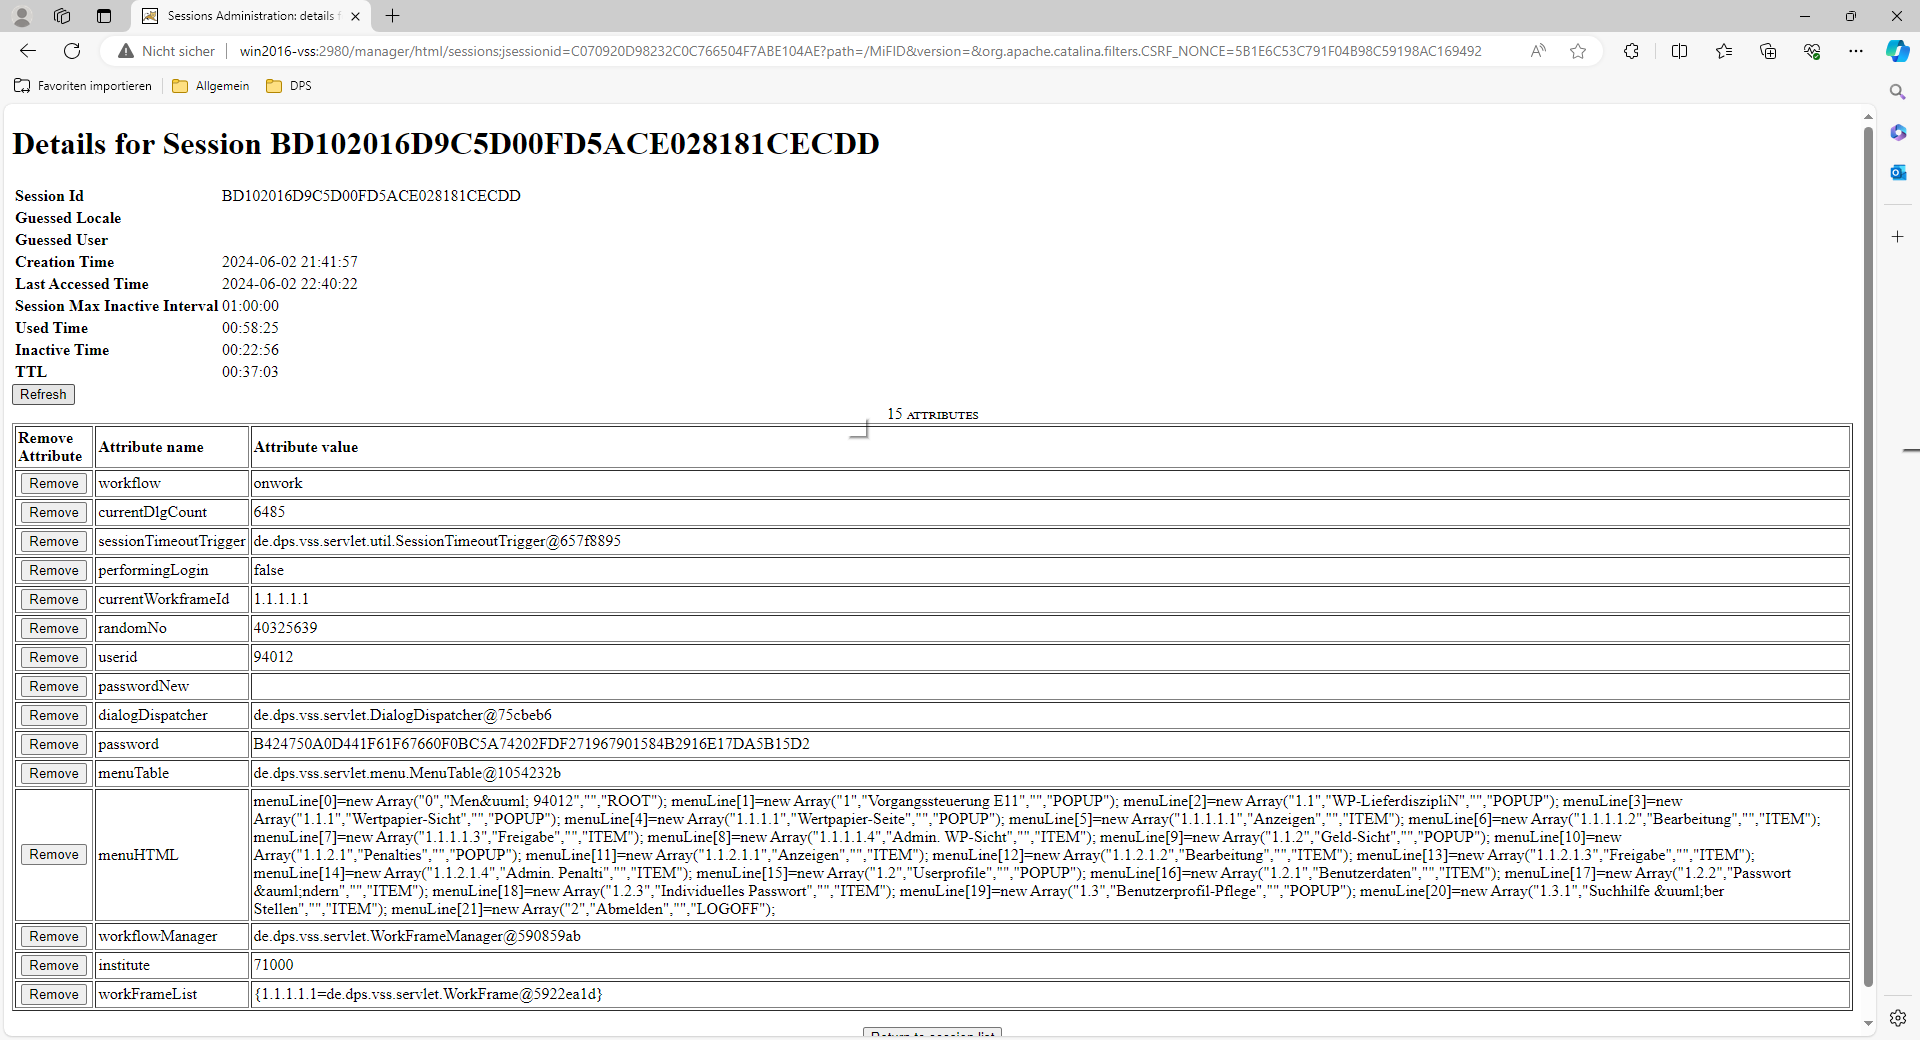 Sessions Administration: details f
Nicht sicher
win2016-vss:2980/manager/html/sessions;jsessionid=C070920D98232C0C766504F7ABE104AE?path=/MiFID&version=&org.apache.catalina.filters.CSRF_NONCE=5B1E6C53C791F04B98C59198AC169492
Favoriten importieren
Allgemein
DPS
Details for Session BD102016D9C5D00FD5ACE028181CECDD
Session Id BD102016D9C5D00FD5ACE028181CECDD
Guessed Locale
Guessed User
Creation Time 2024-06-02 21:41:57
Last Accessed Time 2024-06-02 22:40:22
Session Max Inactive Interval 01:00:00
Used Time 00:58:25
Inactive Time 00:22:56
TTL 00:37:03
Refresh
15 ATTRIBUTES
Remove Attribute Attribute name Attribute value
Remove workflow onwork
Remove currentDlgCount 6485
Remove sessionTimeoutTrigger de.dps.vss.servlet.util.SessionTimeoutTrigger@657f8895
Remove performingLogin false
Remove currentWorkframeId 1.1.1.1.1
Remove randomNo 40325639
Remove userid 94012
Remove passwordNew
Remove dialogDispatcher de.dps.vss.servlet.DialogDispatcher@75cbeb6
Remove password B424750A0D441F61F67660F0BC5A74202FDF271967901584B2916E17DA5B15D2
Remove menuTable de.dps.vss.servlet.menu.MenuTable@1054232b
Remove menuHTML
menuLine[0]=new Array("0","Men&uuml; 94012","","ROOT"); menuLine[1]=new Array("1","Vorgangssteuerung E11","","POPUP"); menuLine[2]=new Array("1.1","WP-LieferdiszipliN","","POPUP"); menuLine[3]=new
Array("1.1.1","Wertpapier-Sicht","","POPUP"); menuLine[4]=new Array("1.1.1.1","Wertpapier-Seite","","POPUP"); menuLine[5]=new Array("1.1.1.1.1","Anzeigen","","ITEM"); menuLine[6]=new Array("1.1.1.1.2","Bearbeitung","","ITEM");
menuLine[7]=new Array("1.1.1.1.3","Freigabe","","ITEM"); menuLine[8]=new Array("1.1.1.1.4","Admin. WP-Sicht","","ITEM"); menuLine[9]=new Array("1.1.2","Geld-Sicht","","POPUP"); menuLine[10]=new
Array("1.1.2.1","Penalties","","POPUP"); menuLine[11]=new Array("1.1.2.1.1","Anzeigen","","ITEM"); menuLine[12]=new Array("1.1.2.1.2","Bearbeitung","","ITEM"); menuLine[13]=new Array("1.1.2.1.3","Freigabe","","ITEM");
menuLine[14]=new Array("1.1.2.1.4","Admin. Penalti","","ITEM"); menuLine[15]=new Array("1.2","Userprofile","","POPUP"); menuLine[16]=new Array("1.2.1","Benutzerdaten","","ITEM"); menuLine[17]=new Array("1.2.2","Passwort
&auml;ndern","","ITEM"); menuLine[18]=new Array("1.2.3","Individuelles Passwort","","ITEM"); menuLine[19]=new Array("1.3","Benutzerprofil-Pflege","","POPUP"); menuLine[20]=new Array("1.3.1","Suchhilfe &uuml;ber
Stellen","","ITEM"); menuLine[21]=new Array("2","Abmelden","","LOGOFF");
Remove workflowManager de.dps.vss.servlet.WorkFrameManager@590859ab
Remove institute 71000
Remove workFrameList {1.1.1.1.1=de.dps.vss.servlet.WorkFrame@5922ea1d}
Return to session list